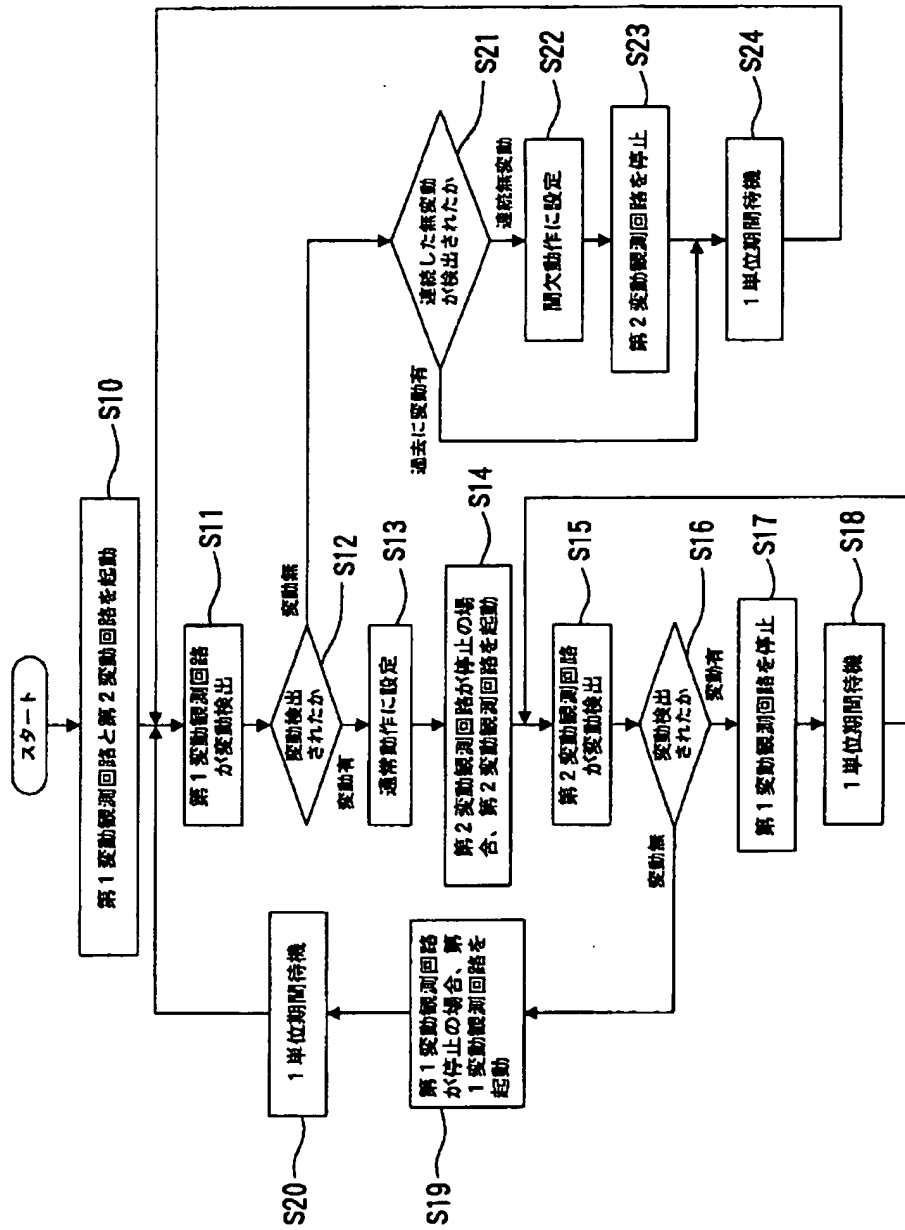 スタート
第1変動観測回路と第2変動回路を起動
S10
第1変動観測回路
が変動検出
S11
変動検出
されたか
S12
変動無
変動有
通常動作に設定
S13
第2変動観測回路が停止の場
合、第2変動観測回路を起動
S14
第2変動観測回路
が変動検出
S15
変動検出
されたか
S16
変動無
変動有
第1変動観測回路を停止
S17
1単位期間待機
S18
第1変動観測回路
が停止の場合、第
1変動観測回路を
起動
S19
1単位期間待機
S20
連続した無変動
が検出されたか
S21
過去に変動有
連続無変動
間欠動作に設定
S22
第2変動観測回路を停止
S23
1単位期間待機
S24